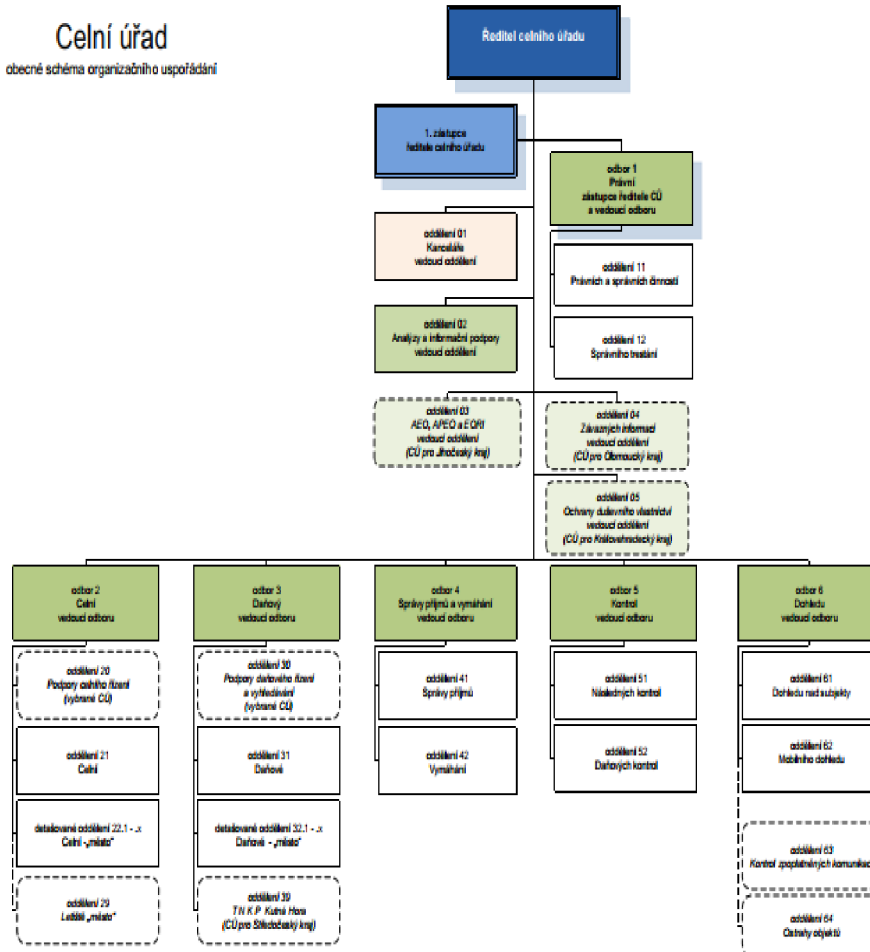 Celní úřad
obecné schéma organizačního uspořádání
Ředitel celního úřadu
1. zástupce
ředitele celního úřadu
odbor 1
Právní
zástupce ředitele CÚ
a vedoucí odboru
oddělení 01
Kanceláře
vedoucí oddělení
oddělení 11
Právních a správních činností
oddělení 02
Analýzy a informační podpory
vedoucí oddělení
oddělení 12
Správního trestání
oddělení 03
AEO, APEO a EORI
vedoucí oddělení
(CÚ pro Jihočeský kraj)
oddělení 04
Závazných informací
vedoucí oddělení
(CÚ pro Olomoucký kraj)
oddělení 05
Ochrany duševního vlastnictví
vedoucí oddělení
(CÚ pro Královehradecký kraj)
odbor 2
Celní
vedoucí odboru
odbor 3
Daňový
vedoucí odboru
odbor 4
Správy příjmů a vymáhání
vedoucí odboru
odbor 5
Kontrol
vedoucí odboru
odbor 6
Dohledu
vedoucí odboru
oddělení 20
Podpory celního řízení
(vybrané CÚ)
oddělení 30
Podpory daňového řízení
a vyhledávání
(vybrané CÚ)
oddělení 41
Správy příjmů
oddělení 51
Následných kontrol
oddělení 61
Dohledu nad subjekty
oddělení 21
Celní
oddělení 31
Daňové
oddělení 42
Vymáhání
oddělení 52
Daňových kontrol
oddělení 62
Mobilního dohledu
detašované oddělení 22.1 - .x
Celní - „město“
detašované oddělení 32.1 - .x
Daňové - „město“
oddělení 63
Kontrol zpoplatněných komunikac
oddělení 29
Letiště „město“
oddělení 39
T N K P Kutná Hora
(CÚ pro Středočeský kraj)
oddělení 64
Ostrahy objektů